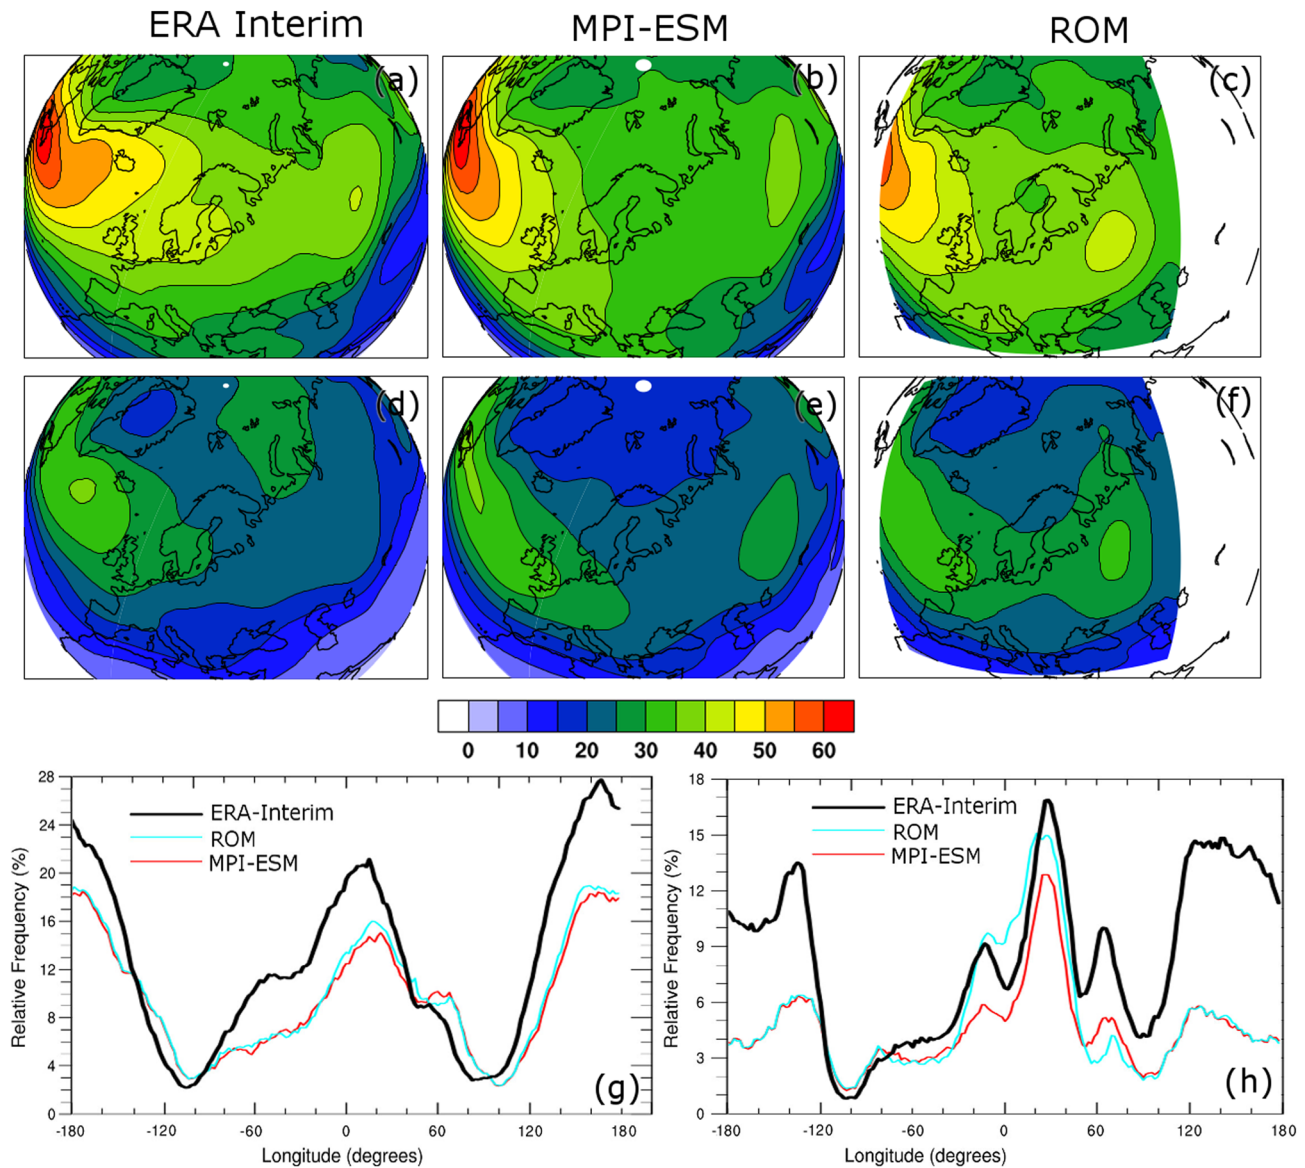 ERA Interim MPI-ESM ROM
(a) (b) (c)
(d) (e) (f)
0 10 20 30 40 50 60
28
24
20
16
12
8
4
0
Relative Frequency (%)
ERA-Interim
ROM
MPI-ESM
(g)
-180 -120 -60 0 60 120 180
Longitude (degrees)
18
15
12
9
6
3
0
Relative Frequency (%)
ERA-Interim
ROM
MPI-ESM
(h)
-180 -120 -60 0 60 120 180
Longitude (degrees)